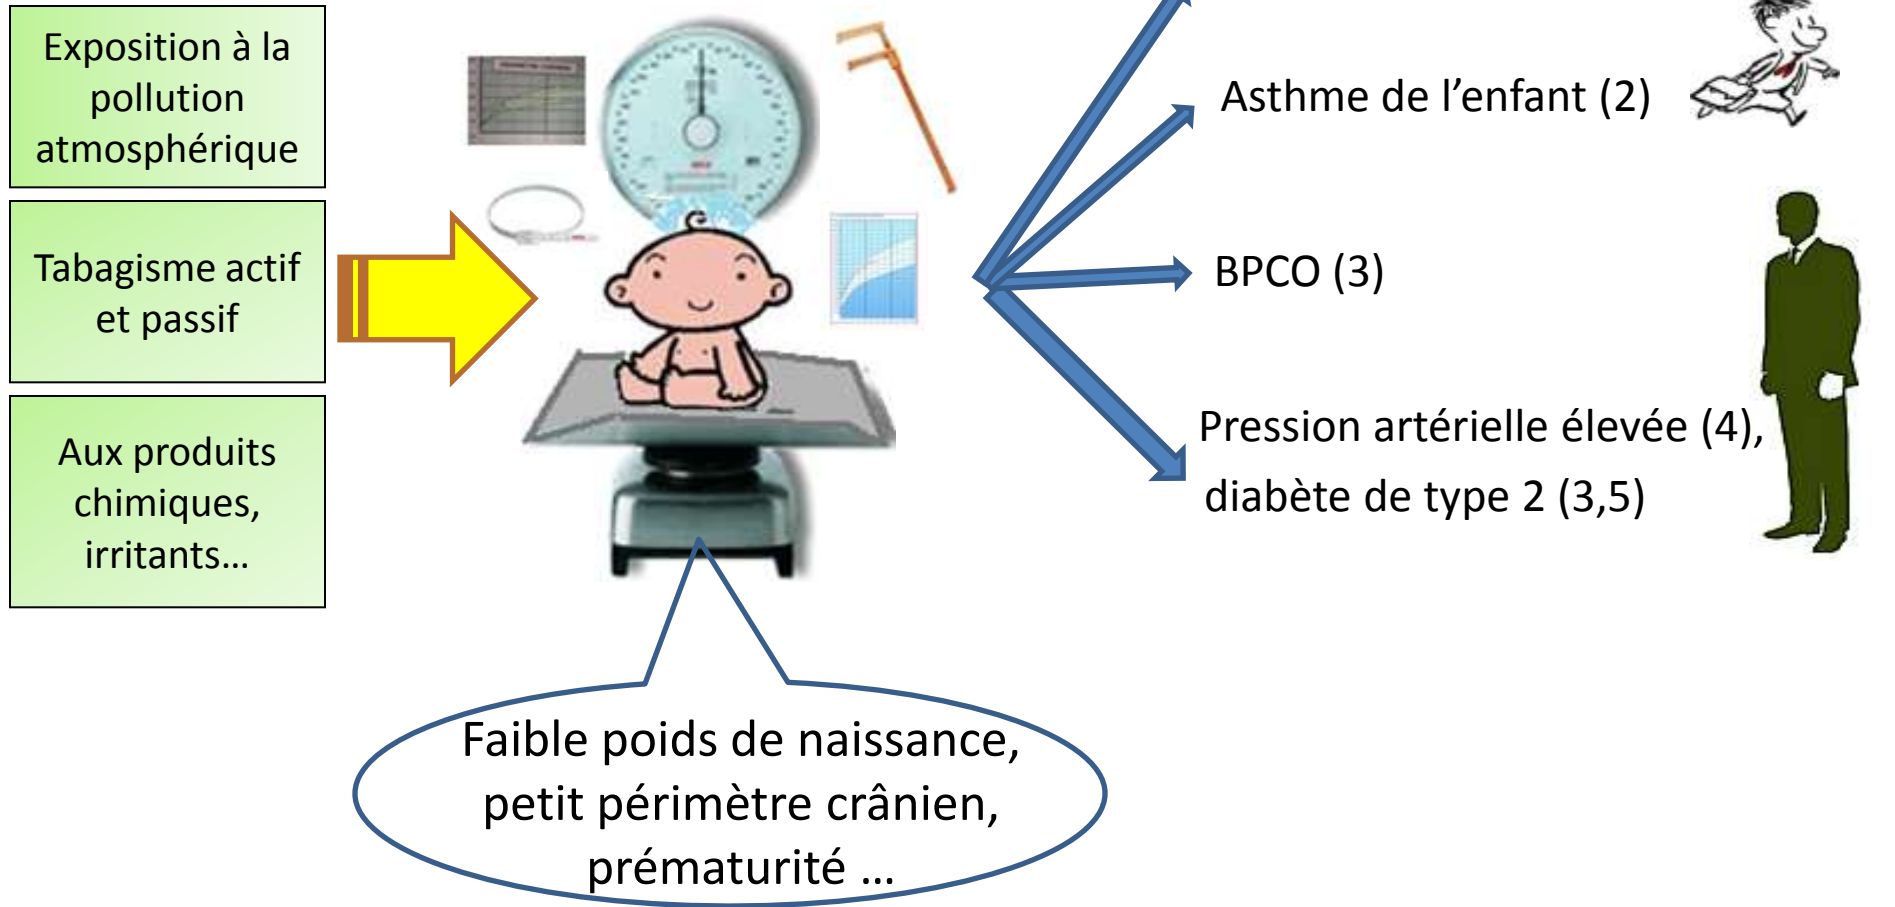 Exposition à la
pollution
atmosphérique
Tabagisme actif
et passif
Aux produits
chimiques,
irritants…
Asthme de l’enfant (2)
BPCO (3)
Pression artérielle élevée (4),
diabète de type 2 (3,5)
Faible poids de naissance,
petit périmètre crânien,
prématurité …